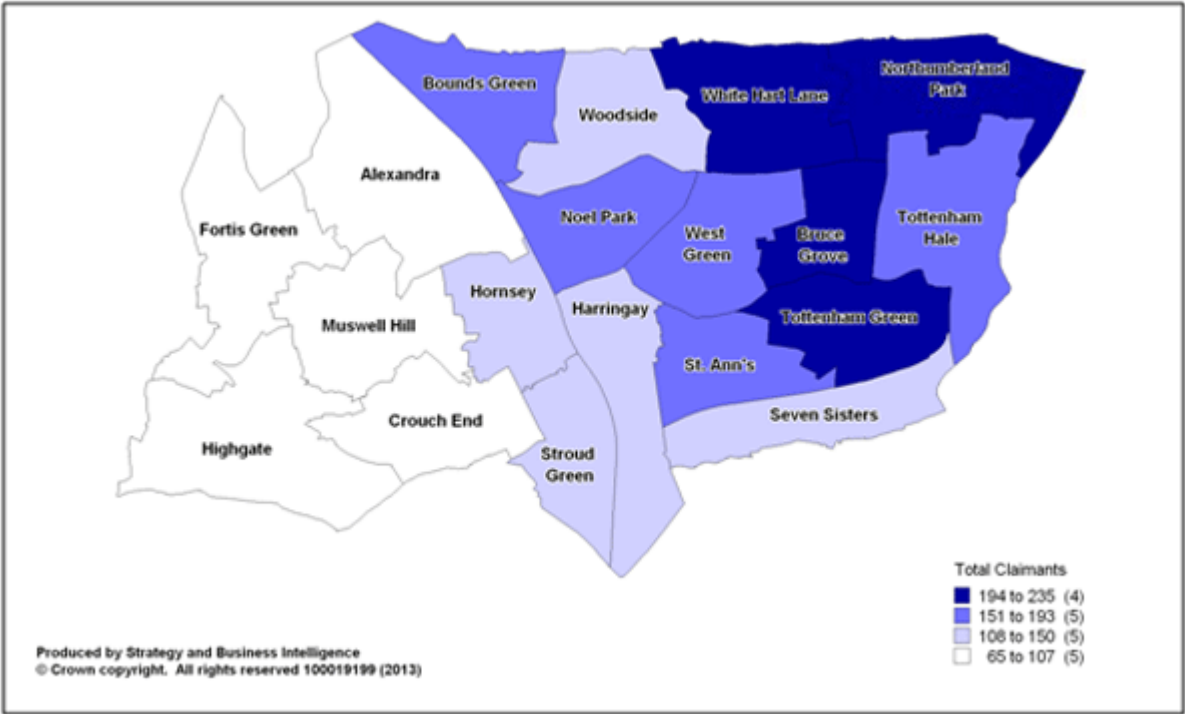 Bounds Green
Woodside
White Hart Lane
Northumberland
Park
Alexandra
Fortis Green
Noel Park
West
Green
Bruce
Grove
Tottenham
Hale
Hornsey
Harringay
Muswell Hill
Tottenham Green
St. Ann's
Seven Sisters
Crouch End
Highgate
Stroud
Green
Total Claimants
194 to 235 (4)
151 to 193 (5)
108 to 150 (5)
65 to 107 (5)
Produced by Strategy and Business Intelligence
© Crown copyright. All rights reserved 100019199 (2013)